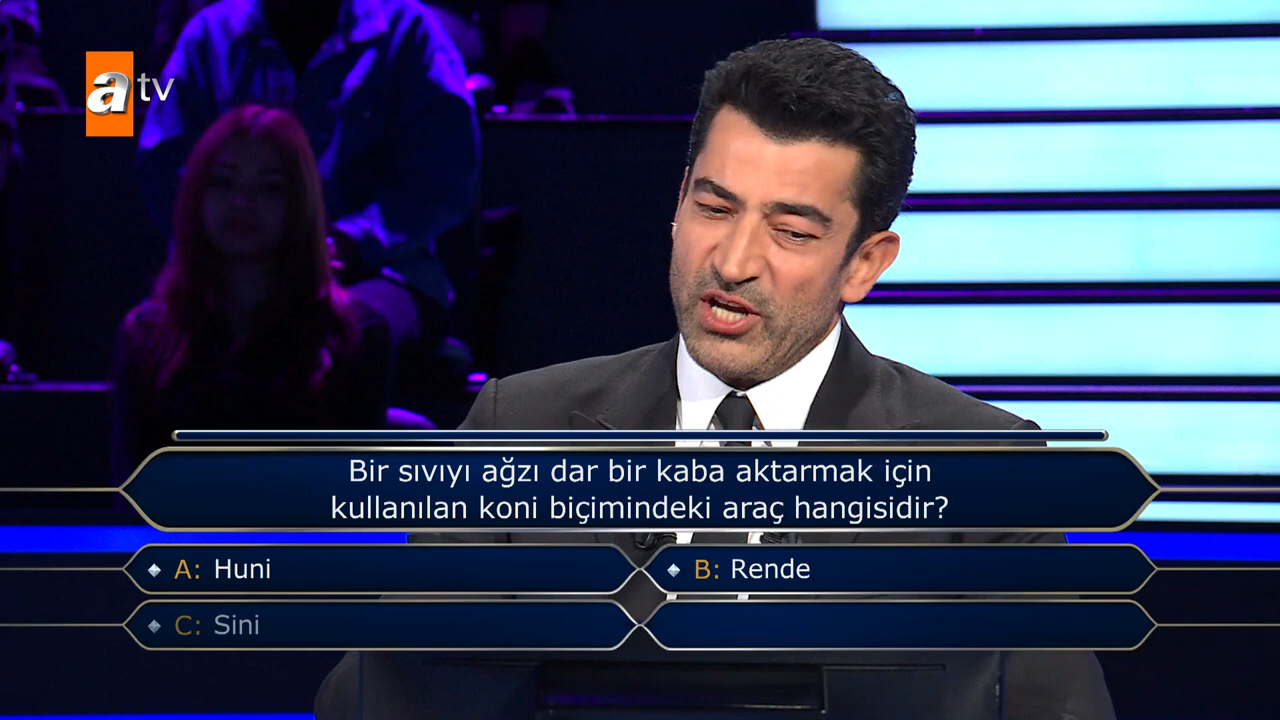 atv
Bir sıvıyı ağzı dar bir kaba aktarmak için
kullanılan koni biçimindeki araç hangisidir?
A: Huni
B: Rende
C: Sini